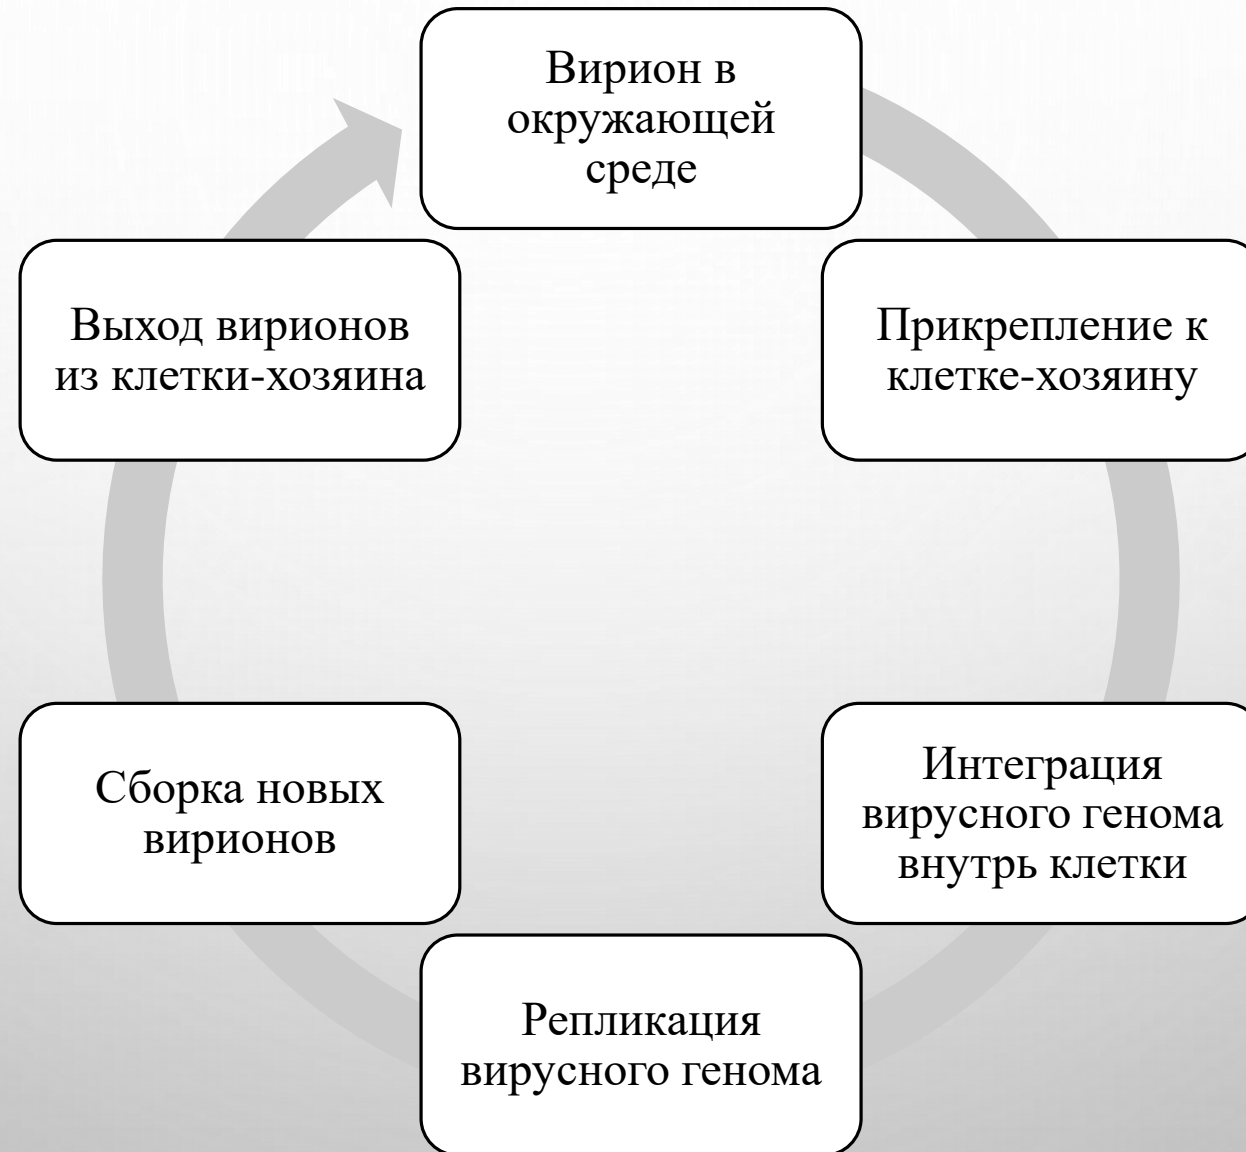 Вирион в
окружающей
среде
Прикрепление к
клетке-хозяину
Интеграция
вирусного генома
внутрь клетки
Репликация
вирусного генома
Сборка новых
вирионов
Выход вирионов
из клетки-хозяина